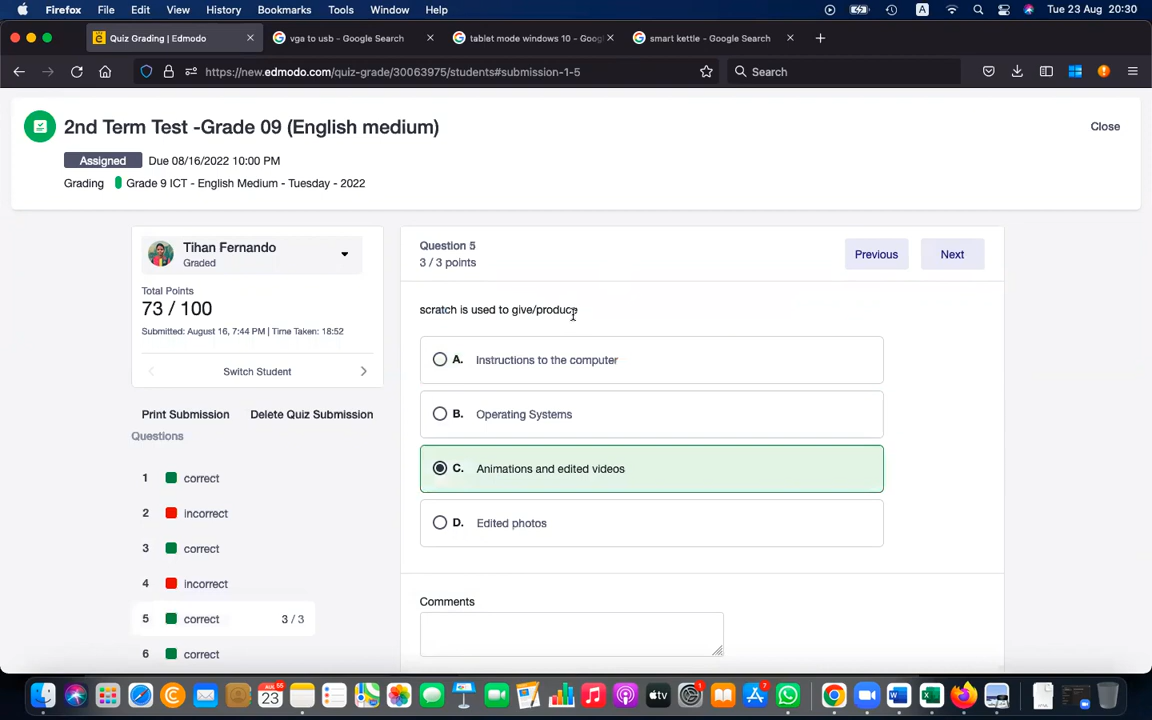 Firefox File Edit View History Bookmarks Tools Window Help A Tue 23 Aug 20:30
Quiz Grading | Edmodo vga to usb - Google Search tablet mode windows 10 - Goog smart kettle - Google Search
https://new.edmodo.com/quiz-grade/30063975/students#submission-1-5 Search
2nd Term Test -Grade 09 (English medium) Close
Assigned Due 08/16/2022 10:00 PM
Grading Grade 9 ICT - English Medium - Tuesday - 2022
Tihan Fernando
Graded
Total Points
73 / 100
Submitted: August 16, 7:44 PM | Time Taken: 18:52
Switch Student
Print Submission Delete Quiz Submission
Questions
1 correct
2 incorrect
3 correct
4 incorrect
5 correct 3 / 3
6 correct
Question 5
3 / 3 points
Previous Next
scratch is used to give/produce
A. Instructions to the computer
B. Operating Systems
C. Animations and edited videos
D. Edited photos
Comments